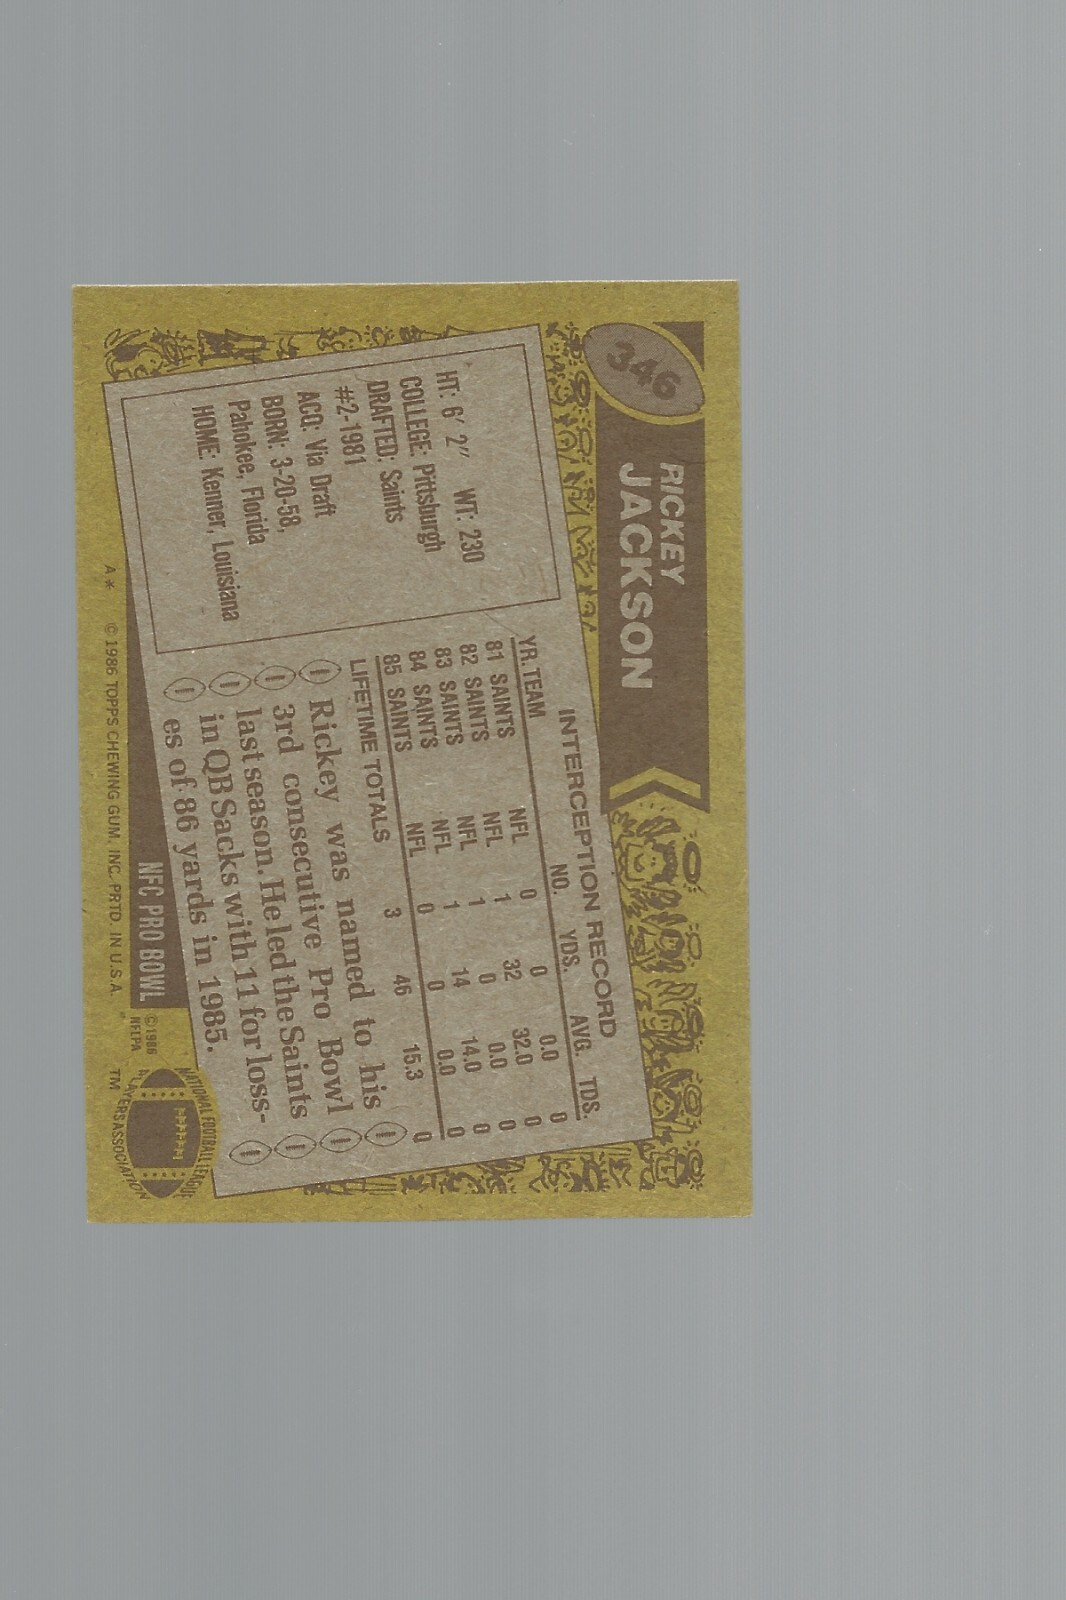 346
RICKEY
JACKSON
HT: 6' 2" WT: 230
COLLEGE: Pittsburgh
DRAFTED: Saints
#2-1981
ACQ: Via Draft
BORN: 3-20-58,
Pahokee, Florida
HOME: Kenner, Louisiana
INTERCEPTION RECORD
YR. TEAM NO. YDS. AVG. TDS.
81 SAINTS NFL 0 0 0.0 0
82 SAINTS NFL 1 32 32.0 0
83 SAINTS NFL 1 0 0.0 0
84 SAINTS NFL 1 14 14.0 0
85 SAINTS NFL 0 0 0.0 0
LIFETIME TOTALS 3 46 15.3 0
Rickey was named to his
3rd consecutive Pro Bowl
last season. He led the Saints
in QB Sacks with 11 for loss-
es of 86 yards in 1985.
NFC PRO BOWL
©1986
NFLPA
NATIONAL FOOTBALL LEAGUE
PLAYERS ASSOCIATION
NFLPA
TM
A* ©1986 TOPPS CHEWING GUM, INC. PRTD. IN U.S.A.